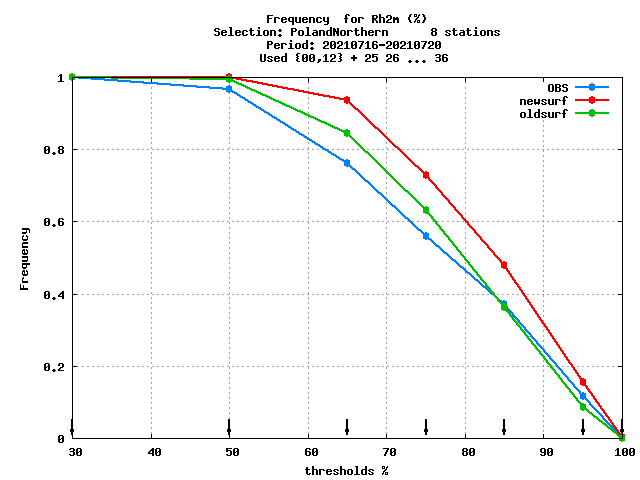 Frequency  for Rh2m (%)
Selection: PolandNorthern      8 stations
Period: 20210716-20210720
Used {00,12} + 25 26 ... 36
OBS
newsurf
oldsurf
1
0.8
0.6
0.4
0.2
0
Frequency
30 40 50 60 70 80 90 100
thresholds %